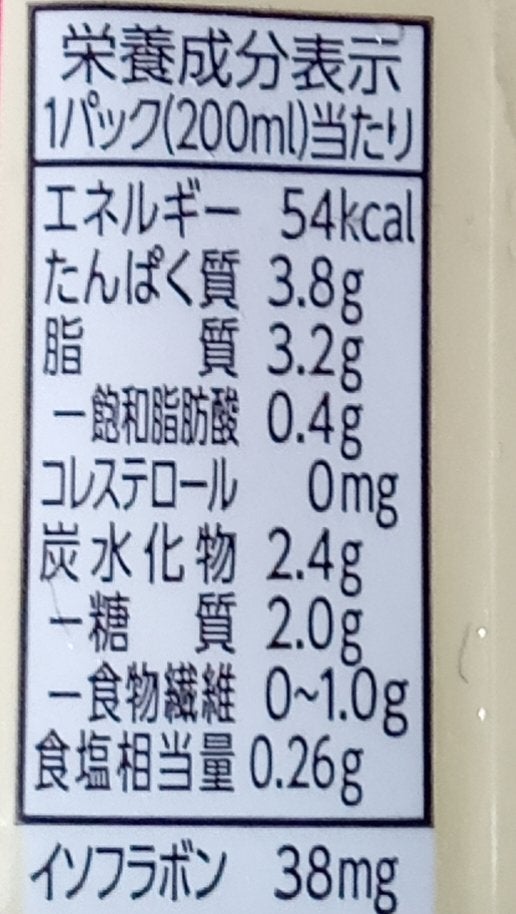 栄養成分表示
1パック(200ml)当たり
エネルギー 54kcal
たんぱく質 3.8g
脂質 3.2g
ー飽和脂肪酸 0.4g
コレステロール 0mg
炭水化物 2.4g
ー糖質 2.0g
ー食物繊維 0~1.0g
食塩相当量 0.26g
イソフラボン 38mg